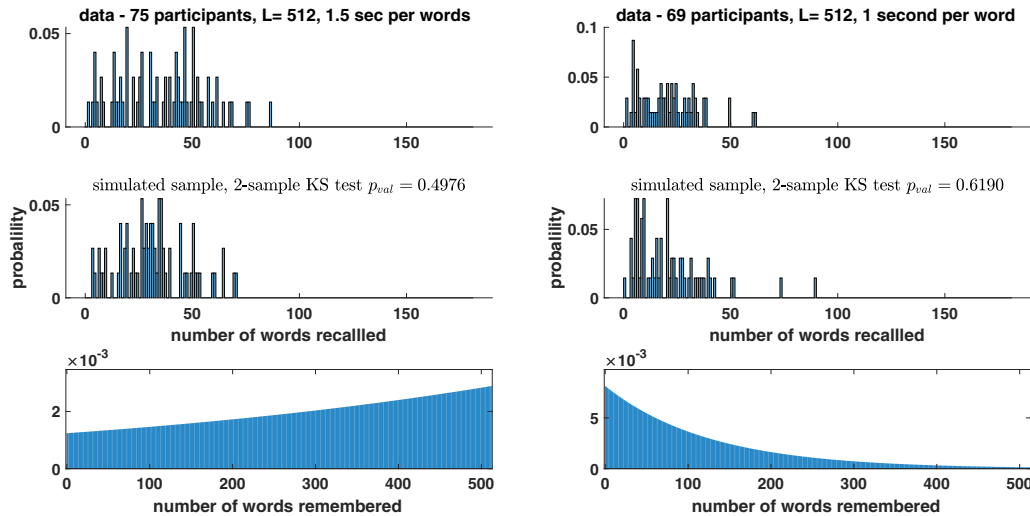 data - 75 participants, L= 512, 1.5 sec per words
0.05
0
0 50 100 150
simulated sample, 2-sample KS test p_val = 0.4976
0.05
0
probalility
0 50 100 150
number of words recallled
×10^-3
2
0
0 100 200 300 400 500
number of words remembered
data - 69 participants, L= 512, 1 second per word
0.1
0.05
0
0 50 100 150
simulated sample, 2-sample KS test p_val = 0.6190
0.05
0
probalility
0 50 100 150
number of words recallled
×10^-3
5
0
0 100 200 300 400 500
number of words remembered